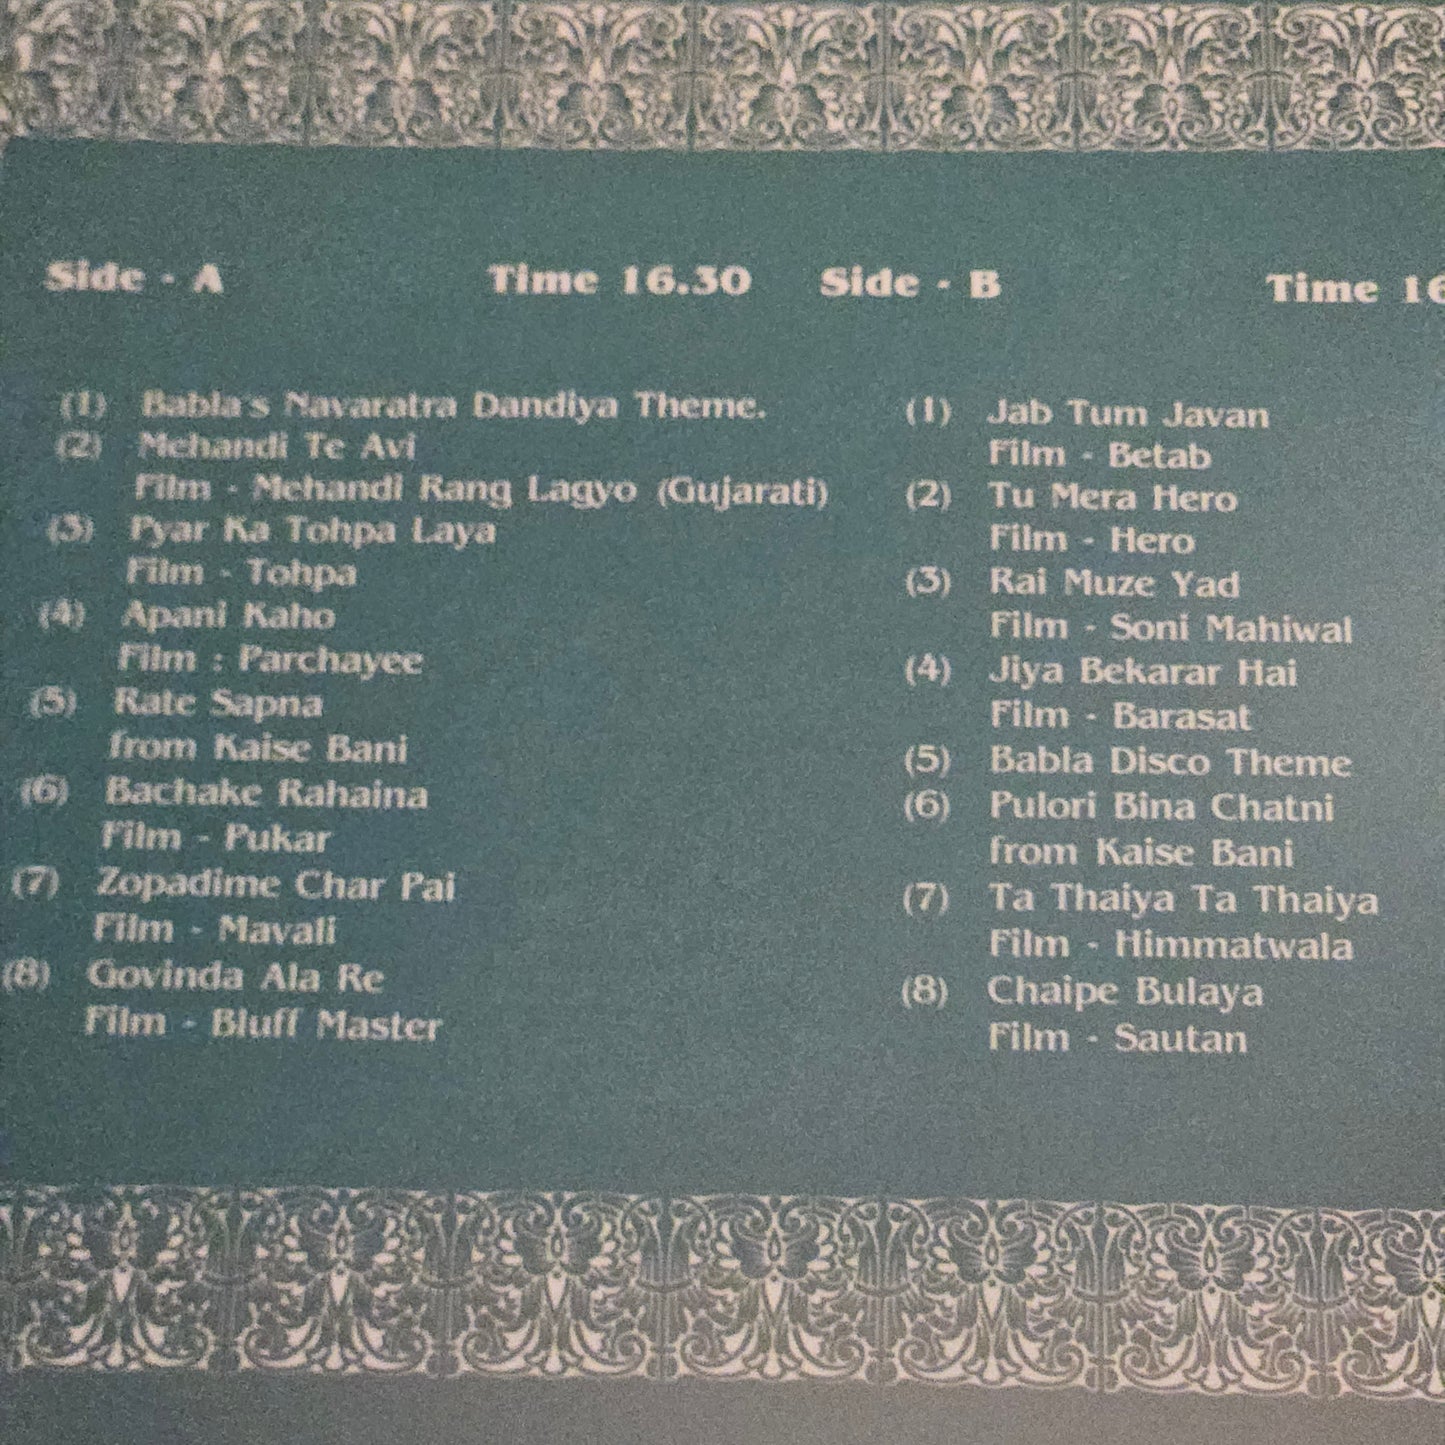 Side - A Time 16.30
(1) Babla's Navaratra Dandiya Theme.
(2) Mehandi Te Avi
Film - Mehandi Rang Lagyo (Gujarati)
(3) Pyar Ka Tohpa Laya
Film - Tohpa
(4) Apani Kaho
Film : Parchayee
(5) Rate Sapna
from Kaise Bani
(6) Bachake Rahaina
Film - Pukar
(7) Zopadime Char Pai
Film - Mavali
(8) Govinda Ala Re
Film - Bluff Master
Side - B Time 16
(1) Jab Tum Javan
Film - Betab
(2) Tu Mera Hero
Film - Hero
(3) Rai Muze Yad
Film - Soni Mahiwal
(4) Jiya Bekarar Hai
Film - Barasat
(5) Babla Disco Theme
(6) Pulori Bina Chatni
from Kaise Bani
(7) Ta Thaiya Ta Thaiya
Film - Himmatwala
(8) Chaipe Bulaya
Film - Sautan